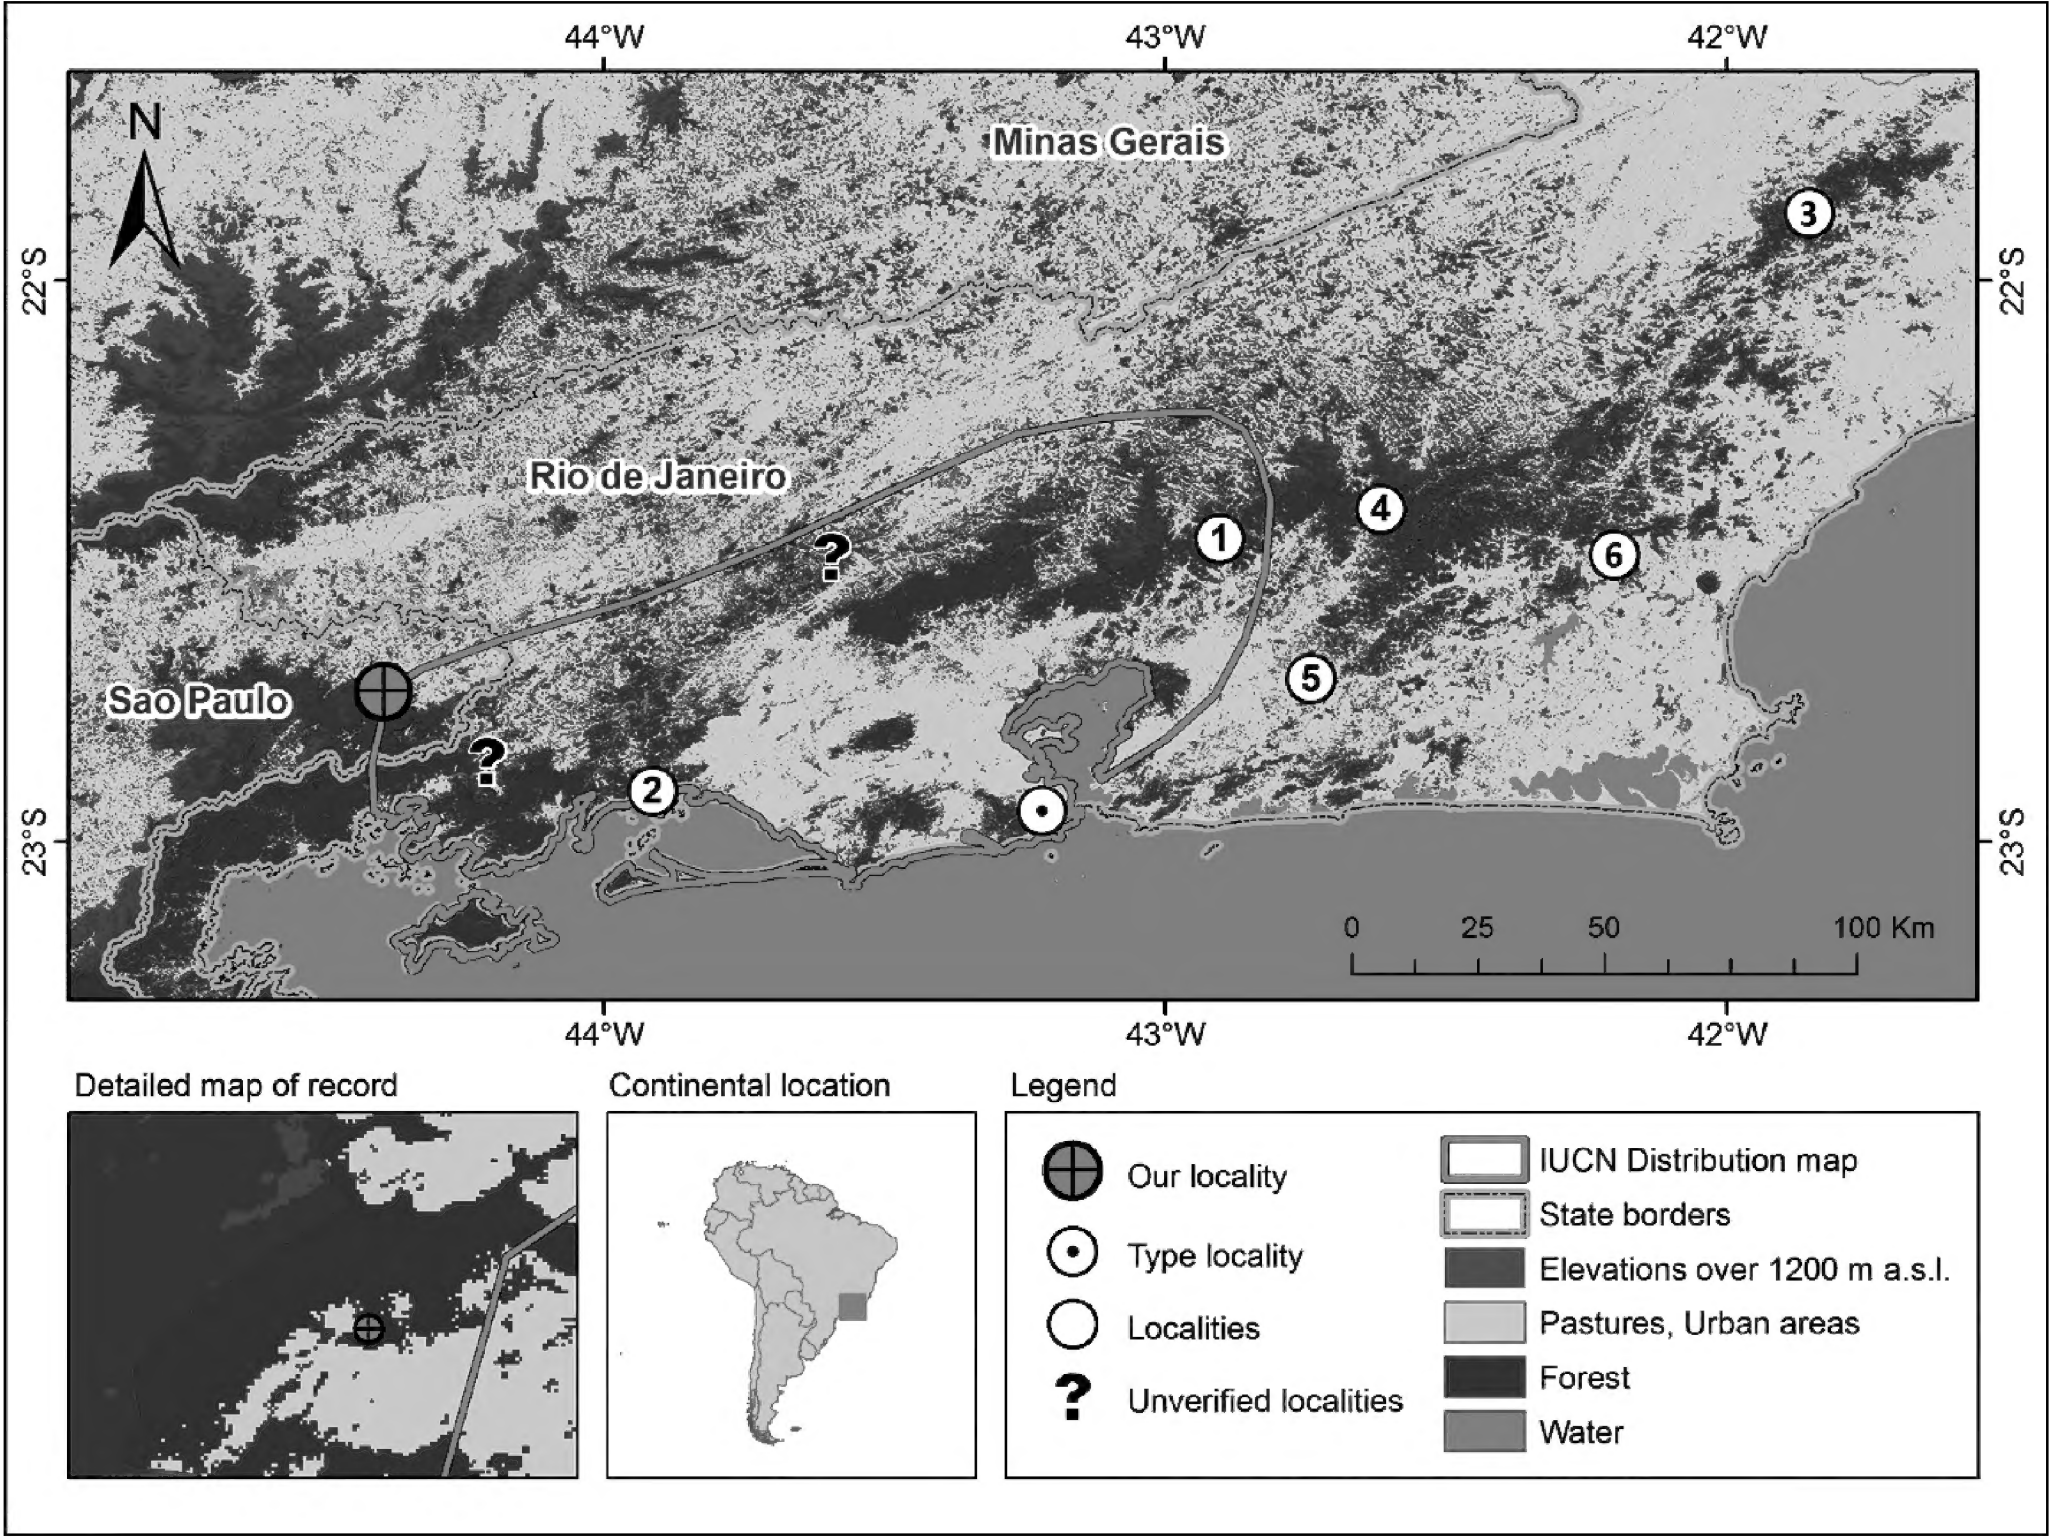 44°W 43°W 42°W
N
Minas Gerais
3
22°S 22°S
Rio de Janeiro
4
1
?
6
5
Sao Paulo
?
2
23°S 23°S
0 25 50 100 Km
44°W 43°W 42°W
Detailed map of record
Continental location
Legend
Our locality
Type locality
Localities
? Unverified localities
IUCN Distribution map
State borders
Elevations over 1200 m a.s.l.
Pastures, Urban areas
Forest
Water